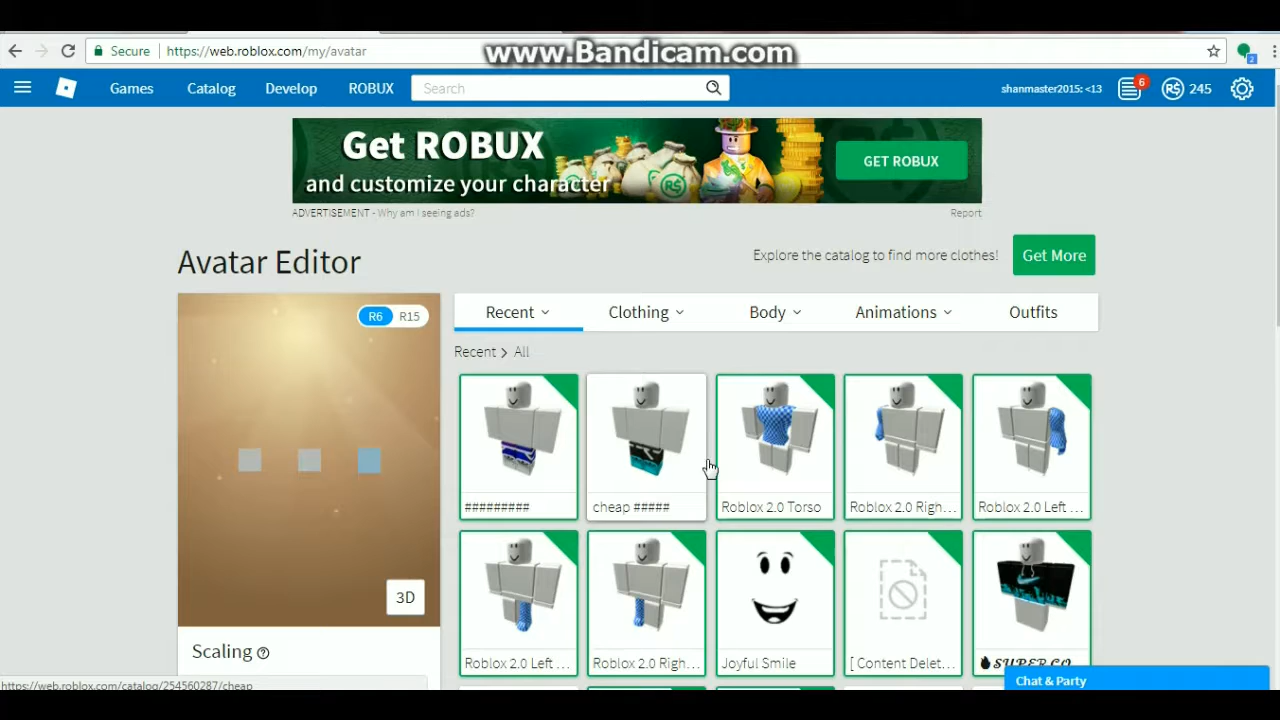 www.Bandicam.com
Secure https://web.roblox.com/my/avatar
2
Games Catalog Develop ROBUX Search shanmaster2015: <13 6 R$ 245
Get ROBUX
and customize your character
GET ROBUX
ADVERTISEMENT - Why am I seeing ads? Report
Avatar Editor
Explore the catalog to find more clothes! Get More
R6 R15
Recent Clothing Body Animations Outfits
Recent > All
######### cheap ##### Roblox 2.0 Torso Roblox 2.0 Righ... Roblox 2.0 Left ...
3D
Roblox 2.0 Left ... Roblox 2.0 Righ... Joyful Smile [ Content Delet... SUPER CO
Scaling
Chat & Party
https://web.roblox.com/catalog/254560287/cheap